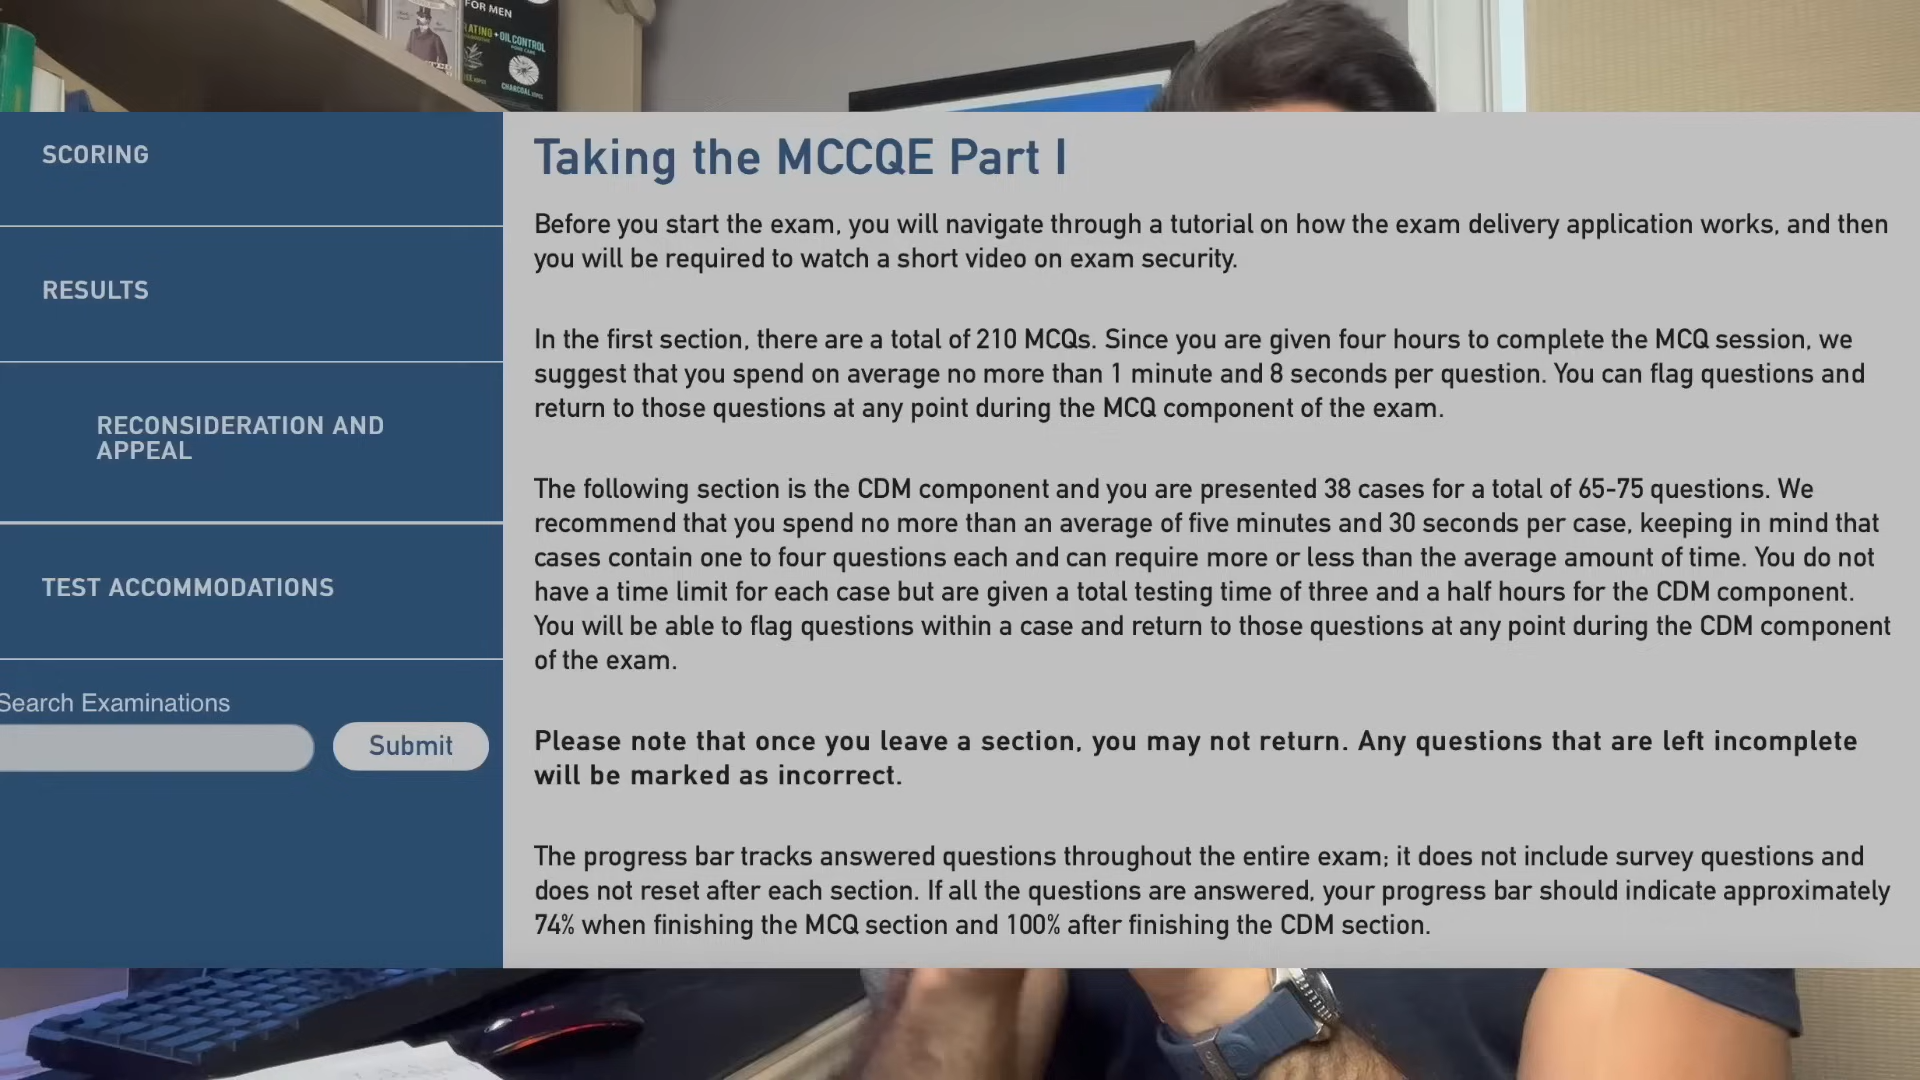 FOR MEN
RATING • OIL CONTROL
CHARCOAL
SCORING
RESULTS
RECONSIDERATION AND
APPEAL
TEST ACCOMMODATIONS
Search Examinations
Submit
Taking the MCCQE Part I
Before you start the exam, you will navigate through a tutorial on how the exam delivery application works, and then
you will be required to watch a short video on exam security.
In the first section, there are a total of 210 MCQs. Since you are given four hours to complete the MCQ session, we
suggest that you spend on average no more than 1 minute and 8 seconds per question. You can flag questions and
return to those questions at any point during the MCQ component of the exam.
The following section is the CDM component and you are presented 38 cases for a total of 65-75 questions. We
recommend that you spend no more than an average of five minutes and 30 seconds per case, keeping in mind that
cases contain one to four questions each and can require more or less than the average amount of time. You do not
have a time limit for each case but are given a total testing time of three and a half hours for the CDM component.
You will be able to flag questions within a case and return to those questions at any point during the CDM component
of the exam.
Please note that once you leave a section, you may not return. Any questions that are left incomplete
will be marked as incorrect.
The progress bar tracks answered questions throughout the entire exam; it does not include survey questions and
does not reset after each section. If all the questions are answered, your progress bar should indicate approximately
74% when finishing the MCQ section and 100% after finishing the CDM section.